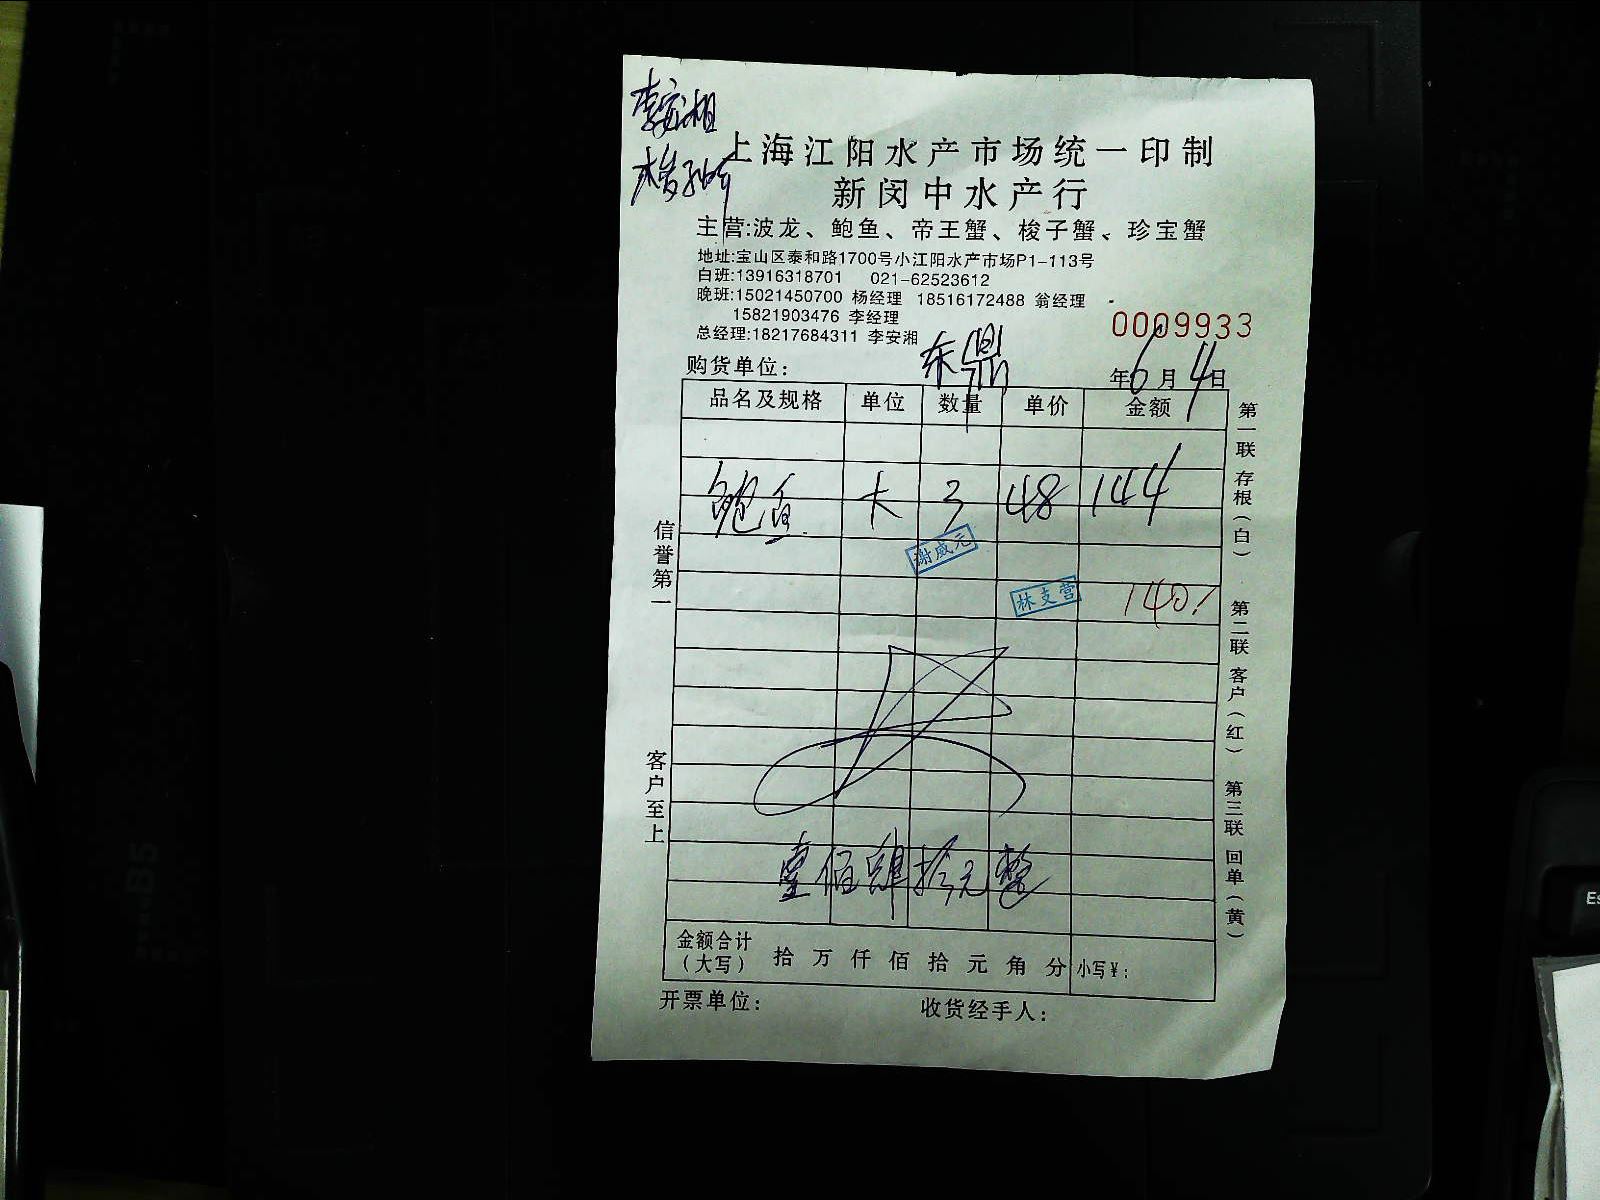 李安湘
上海江阳水产市场统一印制
新闵中水产行
主营:波龙、鲍鱼、帝王蟹、梭子蟹、珍宝蟹
地址:宝山区泰和路1700号小江阳水产市场P1-113号
白班:13916318701 021-62523612
晚班:15021450700 杨经理 18516172488 翁经理
15821903476 李经理
总经理:18217684311 李安湘
0009933
购货单位: 东鼎
年6月4日
品名及规格 单位 数量 单价 金额
鲍鱼 大 3 48 144
谢威元
林支营
140
壹佰肆拾元整
金额合计
(大写) 拾万仟佰拾元角分 小写¥:
开票单位: 收货经手人:
信誉第一
客户至上
第一联 存根(白)
第二联 客户(红)
第三联 回单(黄)
B5
Es